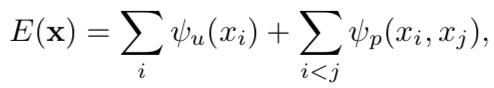 E(𝐱) = ∑_i ψ_u(x_i) + ∑_{i<j} ψ_p(x_i, x_j),